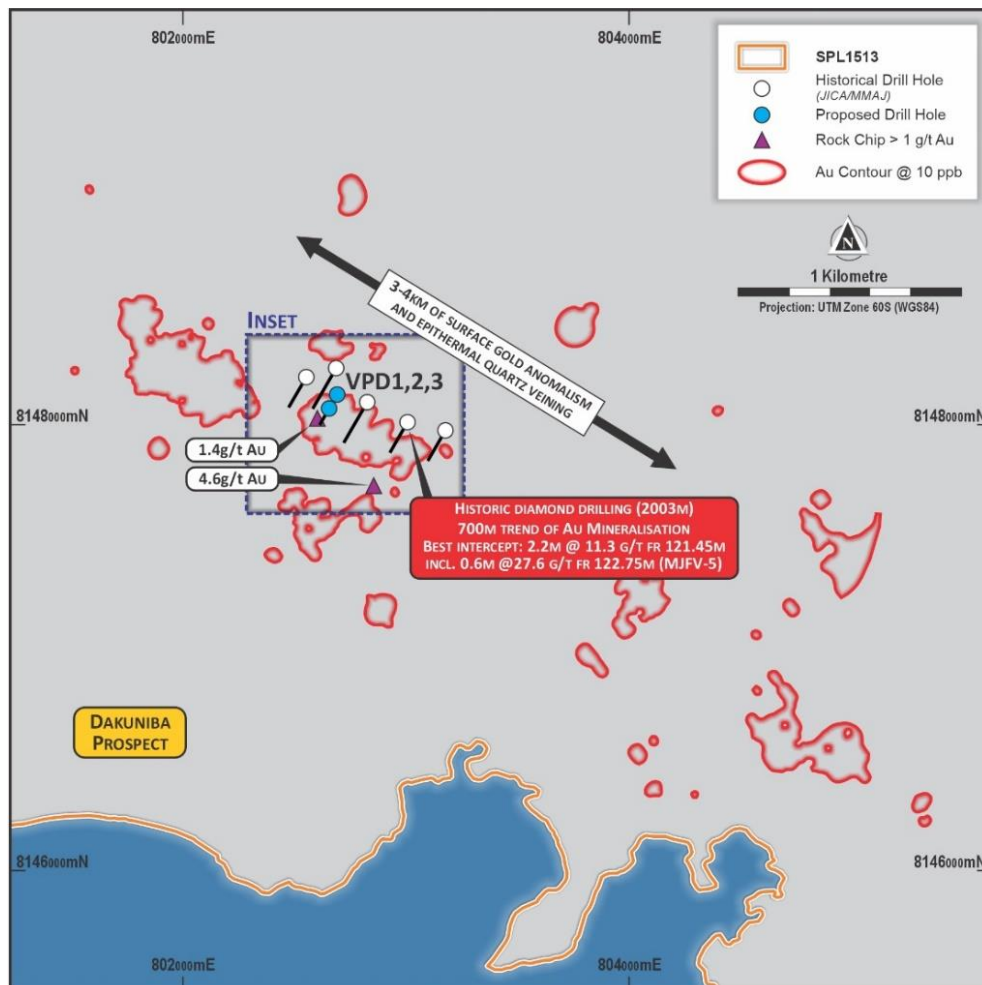 802000mE
804000mE
SPL1513
Historical Drill Hole
(JICA/MMAJ)
Proposed Drill Hole
Rock Chip > 1 g/t Au
Au Contour @ 10 ppb
N
1 Kilometre
Projection: UTM Zone 60S (WGS84)
3-4KM OF SURFACE GOLD ANOMALISM
AND EPITHERMAL QUARTZ VEINING
INSET
VPD1,2,3
8148000mN
8148000mN
1.4G/T AU
4.6G/T AU
HISTORIC DIAMOND DRILLING (2003M)
700M TREND OF AU MINERALISATION
BEST INTERCEPT: 2.2M @ 11.3 G/T FR 121.45M
INCL. 0.6M @27.6 G/T FR 122.75M (MJFV-5)
DAKUNIBA
PROSPECT
8146000mN
8146000mN
802000mE
804000mE